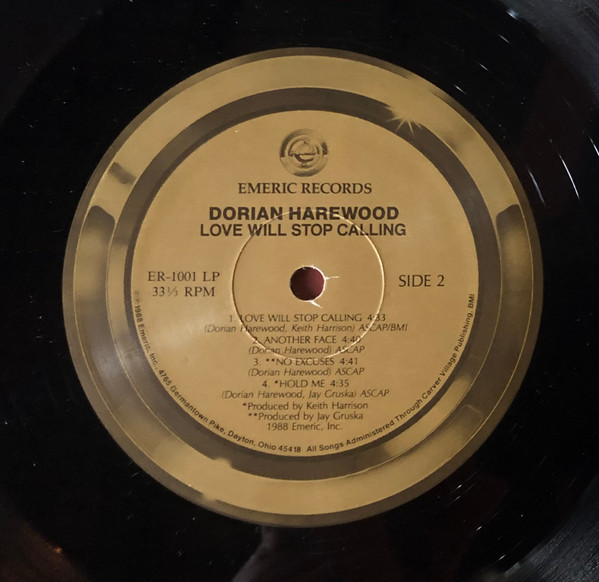 EMERIC RECORDS
DORIAN HAREWOOD
LOVE WILL STOP CALLING
ER-1001 LP
33⅓ RPM
SIDE 2
1. LOVE WILL STOP CALLING 4:33
(Dorian Harewood, Keith Harrison) ASCAP/BMI
2. ANOTHER FACE 4:40
(Dorian Harewood) ASCAP
3. **NO EXCUSES 4:41
(Dorian Harewood) ASCAP
4. *HOLD ME 4:35
(Dorian Harewood, Jay Gruska) ASCAP
*Produced by Keith Harrison
**Produced by Jay Gruska
1988 Emeric, Inc.
℗1988 Emeric, Inc., 4765 Germantown Pike, Dayton, Ohio 45418 All Songs Administered Through Carver Village Publishing, BMI